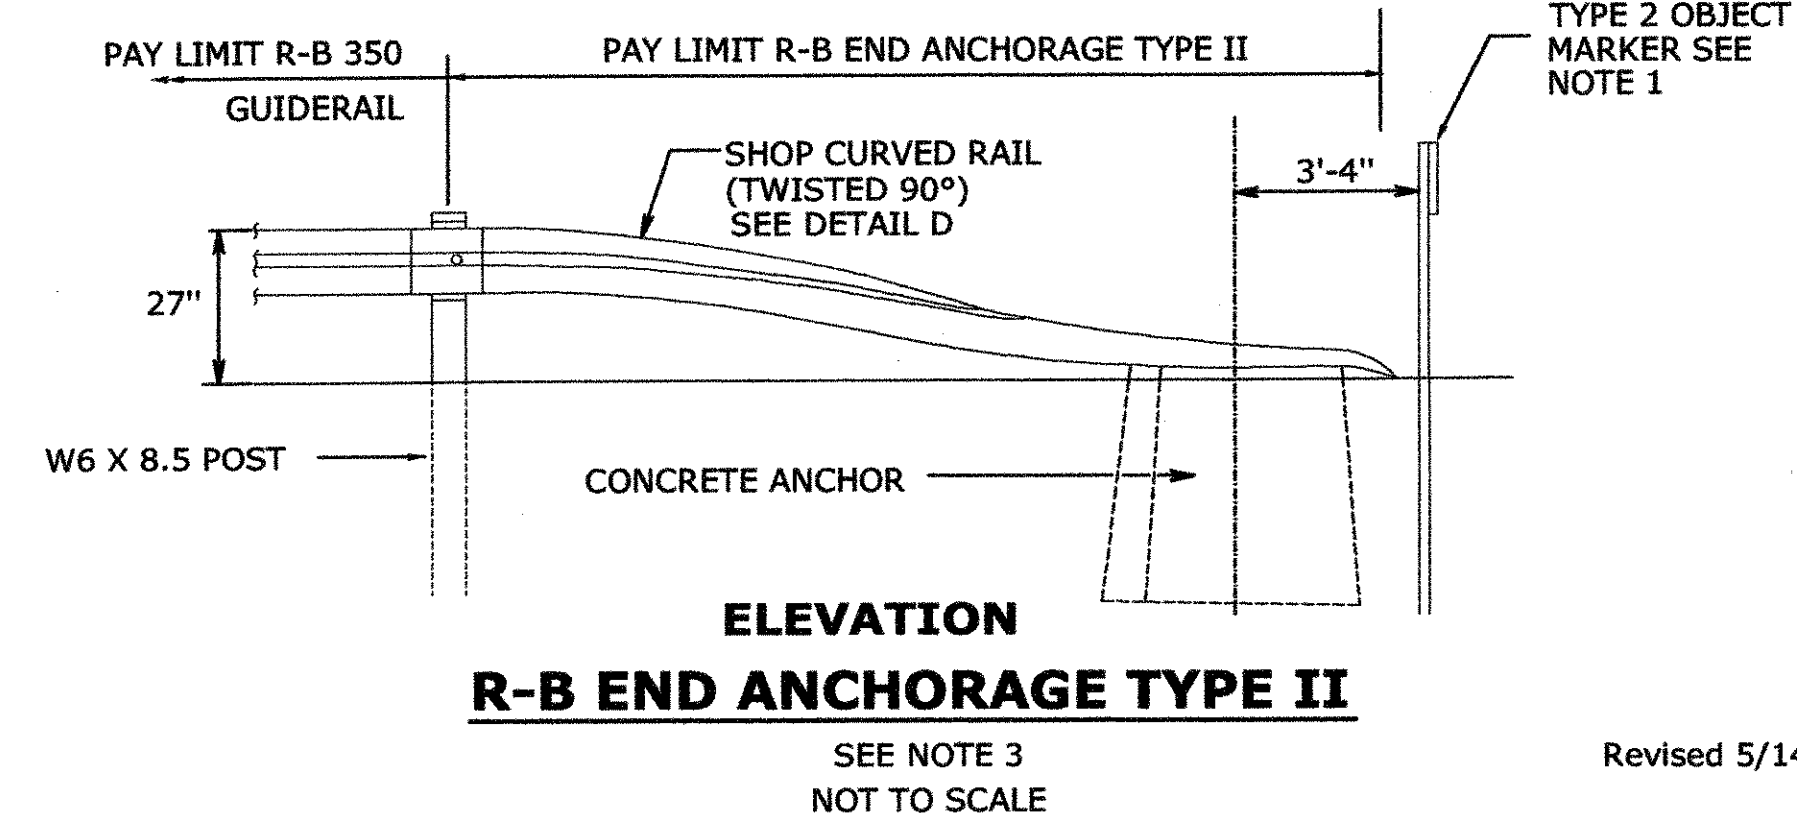 TYPE 2 OBJECT
MARKER SEE
NOTE 1
PAY LIMIT R-B 350
GUIDERAIL
PAY LIMIT R-B END ANCHORAGE TYPE II
SHOP CURVED RAIL
(TWISTED 90°)
SEE DETAIL D
3'-4"
27"
W6 X 8.5 POST
CONCRETE ANCHOR
ELEVATION
R-B END ANCHORAGE TYPE II
SEE NOTE 3
NOT TO SCALE
Revised 5/14